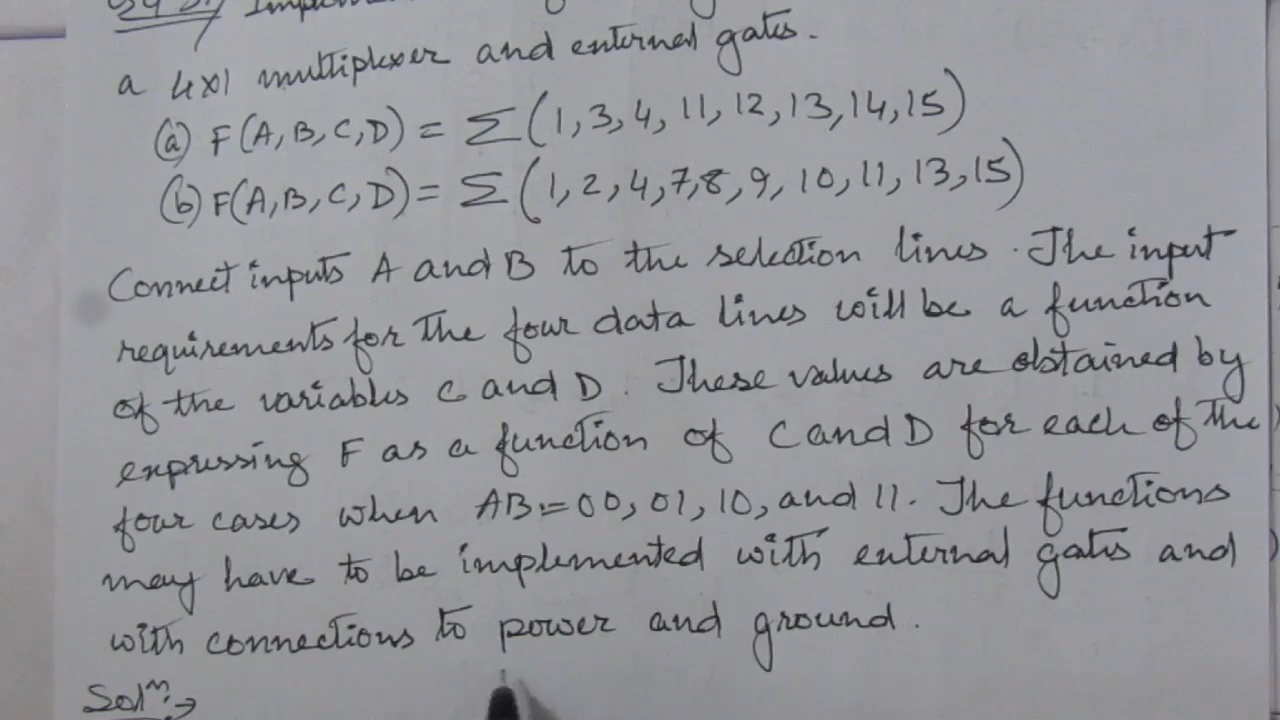 a 4x1 multiplexer and external gates.
(a) F(A,B,C,D) = Σ(1,3,4,11,12,13,14,15)
(b) F(A,B,C,D) = Σ(1,2,4,7,8,9,10,11,13,15)
Connect inputs A and B to the selection lines. The input
requirements for the four data lines will be a function
of the variables C and D. These values are obtained by
expressing F as a function of C and D for each of the
four cases when AB = 00, 01, 10, and 11. The functions
may have to be implemented with external gates and
with connections to power and ground.
Solⁿ: →